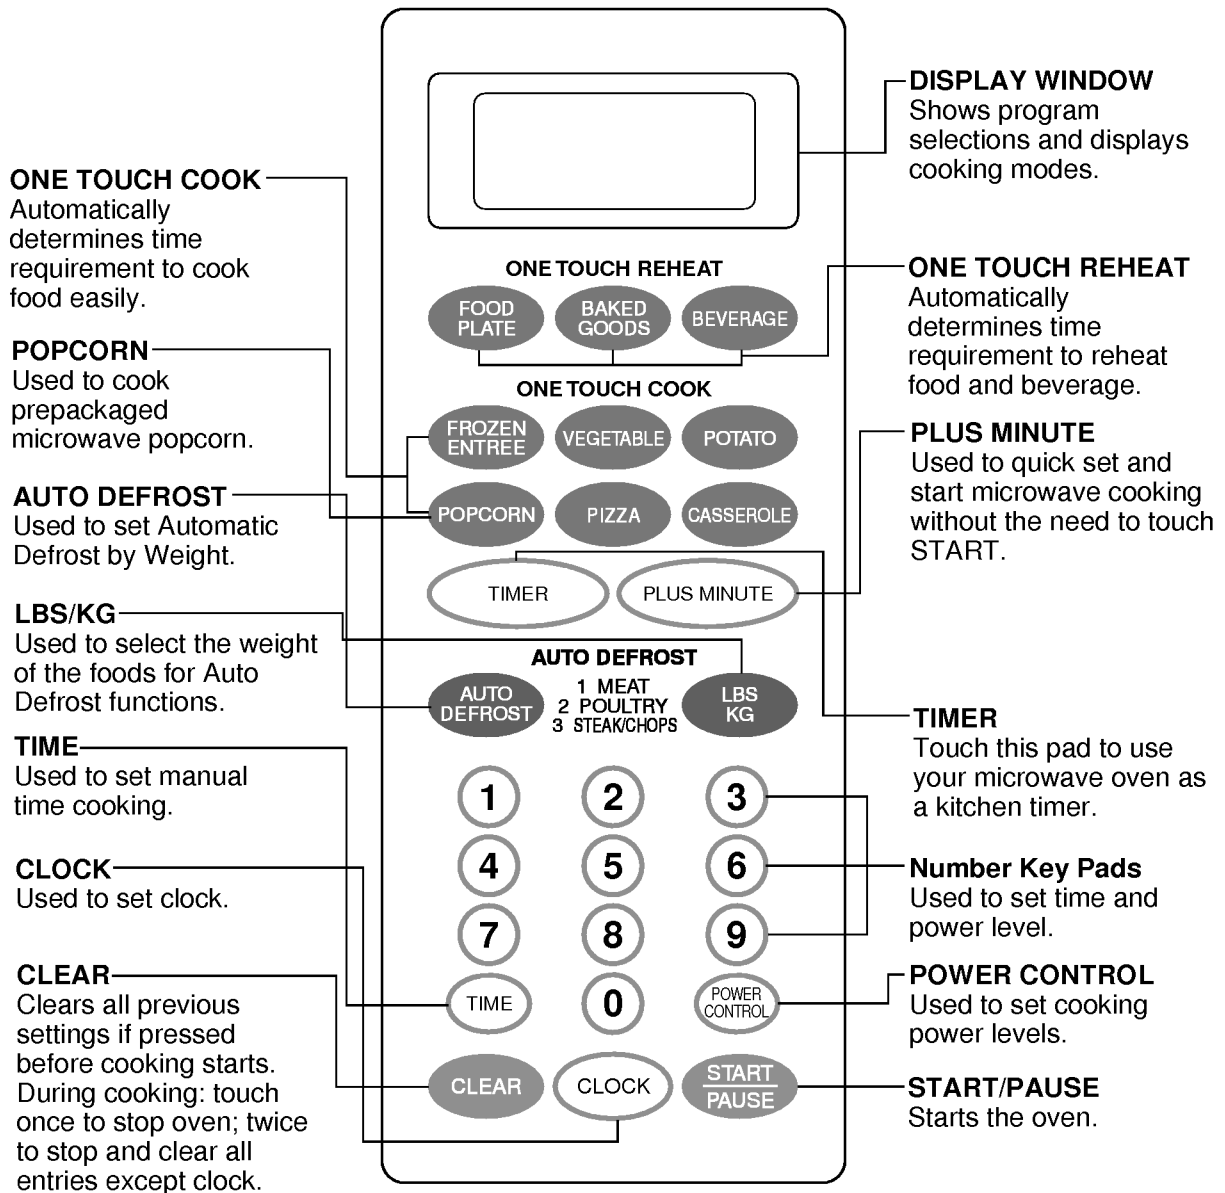 DISPLAY WINDOW
Shows program
selections and displays
cooking modes.
ONE TOUCH COOK
Automatically
determines time
requirement to cook
food easily.
POPCORN
Used to cook
prepackaged
microwave popcorn.
AUTO DEFROST
Used to set Automatic
Defrost by Weight.
LBS/KG
Used to select the weight
of the foods for Auto
Defrost functions.
TIME
Used to set manual
time cooking.
CLOCK
Used to set clock.
CLEAR
Clears all previous
settings if pressed
before cooking starts.
During cooking: touch
once to stop oven; twice
to stop and clear all
entries except clock.
ONE TOUCH REHEAT
FOOD
PLATE
BAKED
GOODS
BEVERAGE
ONE TOUCH COOK
FROZEN
ENTREE
VEGETABLE
POTATO
POPCORN
PIZZA
CASSEROLE
TIMER
PLUS MINUTE
AUTO DEFROST
AUTO
DEFROST
1 MEAT
2 POULTRY
3 STEAK/CHOPS
LBS
KG
1 2 3
4 5 6
7 8 9
TIME
0
POWER
CONTROL
CLEAR
CLOCK
START
PAUSE
ONE TOUCH REHEAT
Automatically
determines time
requirement to reheat
food and beverage.
PLUS MINUTE
Used to quick set and
start microwave cooking
without the need to touch
START.
TIMER
Touch this pad to use
your microwave oven as
a kitchen timer.
Number Key Pads
Used to set time and
power level.
POWER CONTROL
Used to set cooking
power levels.
START/PAUSE
Starts the oven.